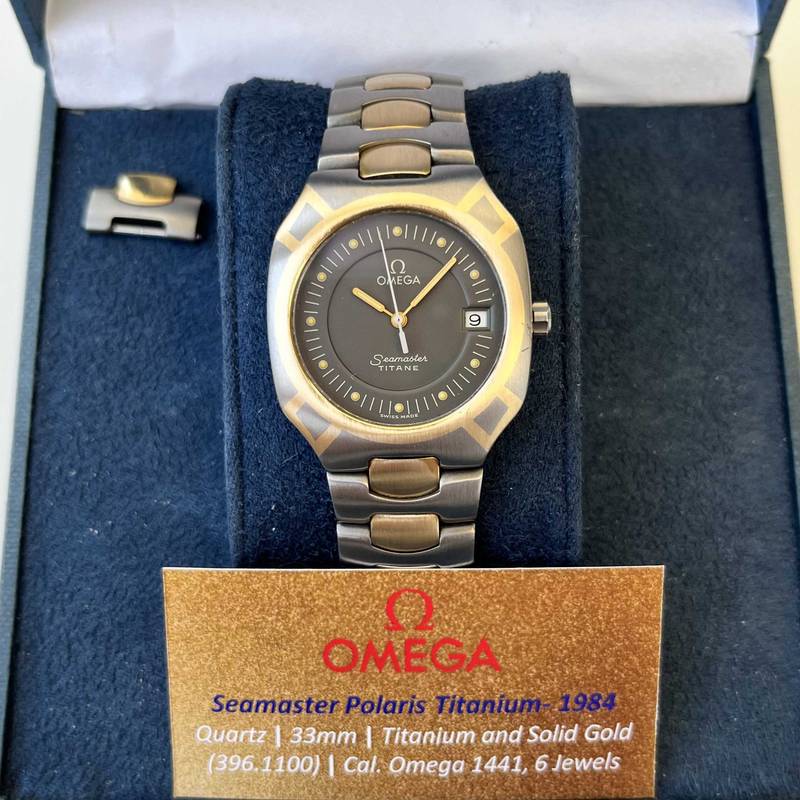 Ω
OMEGA
9
Seamaster
TITANE
SWISS MADE
Ω
OMEGA
Seamaster Polaris Titanium- 1984
Quartz | 33mm | Titanium and Solid Gold
(396.1100) | Cal. Omega 1441, 6 Jewels